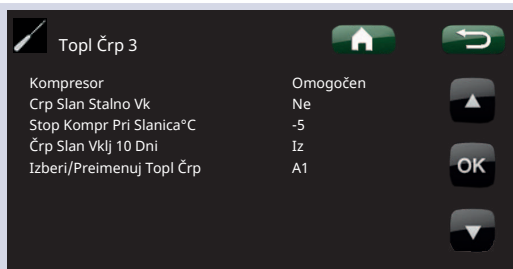 Topl Črp 3
Kompresor Omogočen
Crp Slan Stalno Vk Ne
Stop Kompr Pri Slanica°C -5
Črp Slan Vklj 10 Dni Iz
Izberi/Preimenuj Topl Črp A1
OK